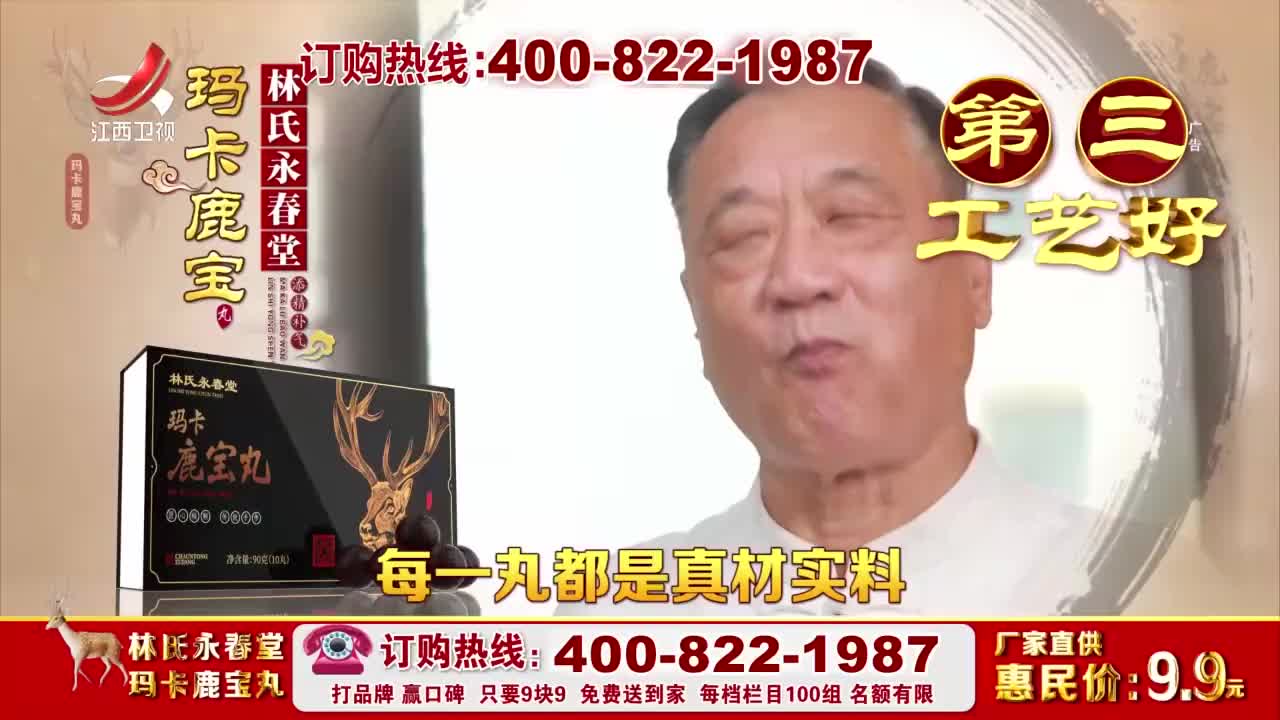 订购热线:400-822-1987
江西卫视
玛卡鹿宝丸
玛卡鹿宝丸
林氏永春堂
添精补气
第三
广告
工艺好
林氏永春堂
玛卡
鹿宝丸
净含量:90克(10丸)
每一丸都是真材实料
林氏永春堂
玛卡鹿宝丸
订购热线:400-822-1987
打品牌 赢口碑 只要9块9 免费送到家 每档栏目100组 名额有限
厂家直供
惠民价:9.9元